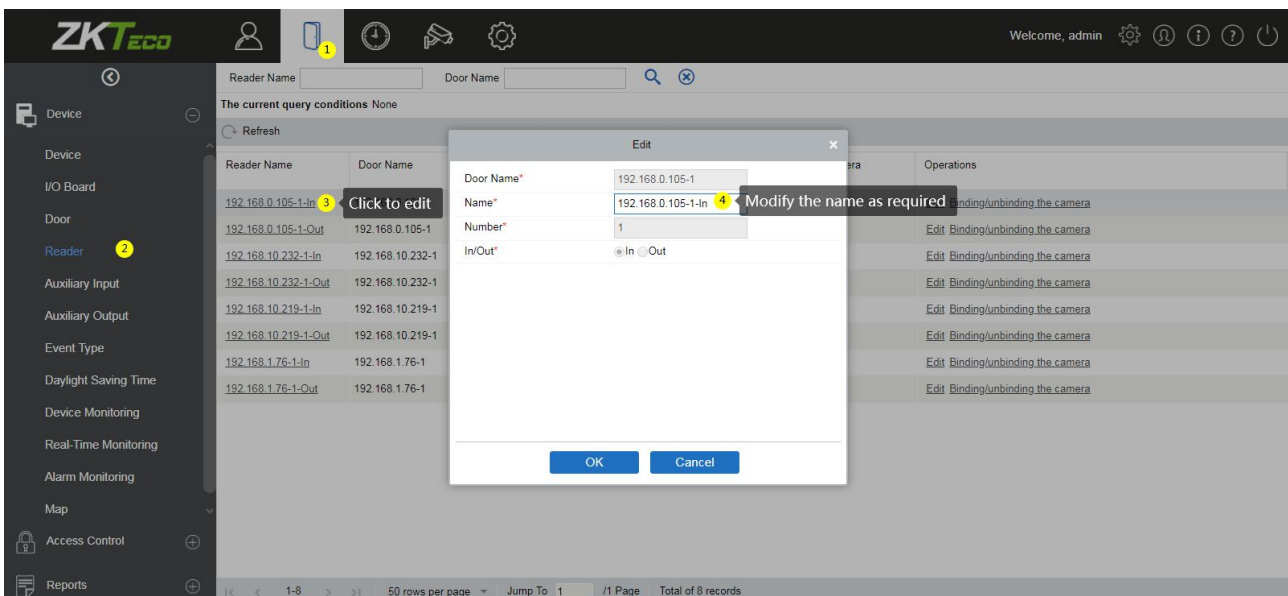 ZKTeco
1
Welcome, admin
Reader Name Door Name
The current query conditions None
Refresh
Device
Device
I/O Board
Door
Reader 2
Auxiliary Input
Auxiliary Output
Event Type
Daylight Saving Time
Device Monitoring
Real-Time Monitoring
Alarm Monitoring
Map
Access Control
Reports
Reader Name Door Name era Operations
192.168.0.105-1-In 3 Click to edit Binding/unbinding the camera
192.168.0.105-1-Out 192.168.0.105-1 Edit Binding/unbinding the camera
192.168.10.232-1-In 192.168.10.232-1 Edit Binding/unbinding the camera
192.168.10.232-1-Out 192.168.10.232-1 Edit Binding/unbinding the camera
192.168.10.219-1-In 192.168.10.219-1 Edit Binding/unbinding the camera
192.168.10.219-1-Out 192.168.10.219-1 Edit Binding/unbinding the camera
192.168.1.76-1-In 192.168.1.76-1 Edit Binding/unbinding the camera
192.168.1.76-1-Out 192.168.1.76-1 Edit Binding/unbinding the camera
Edit
Door Name* 192.168.0.105-1
Name* 192.168.0.105-1-In 4 Modify the name as required
Number* 1
In/Out* In Out
OK Cancel
1-8 50 rows per page Jump To 1 /1 Page Total of 8 records